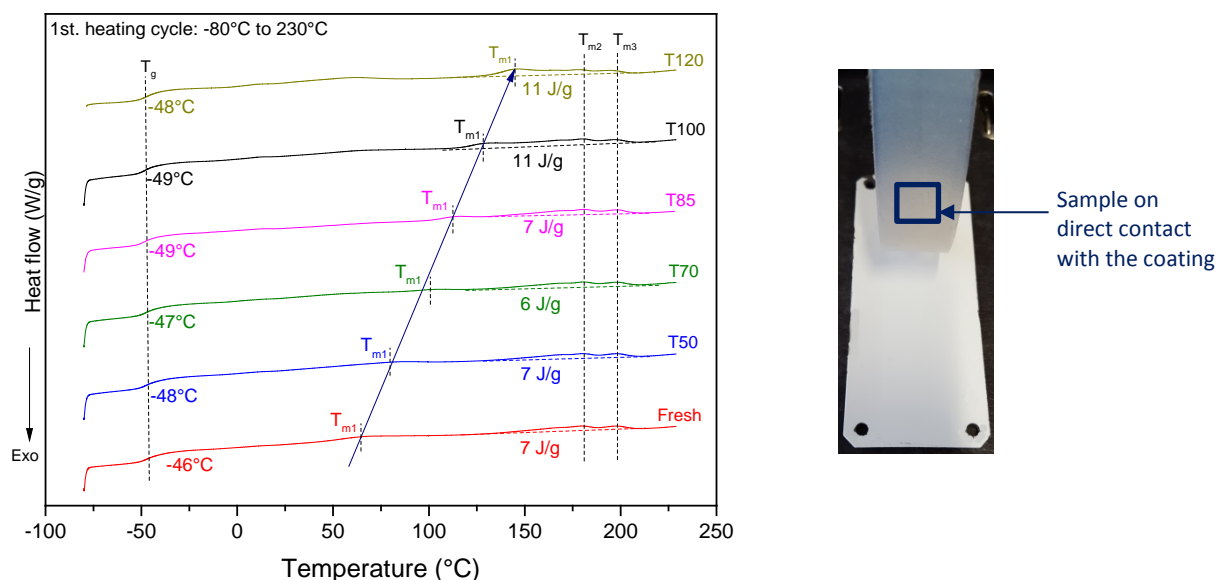 1st. heating cycle: -80°C to 230°C
Tg
Tm1
Tm2
Tm3
T120
-48°C
11 J/g
Tm1
T100
-49°C
11 J/g
Tm1
T85
-49°C
7 J/g
Tm1
T70
-47°C
6 J/g
Tm1
T50
-48°C
7 J/g
Tm1
Fresh
-46°C
7 J/g
Heat flow (W/g)
Exo
-100
-50
0
50
100
150
200
250
Temperature (°C)
Sample on
direct contact
with the coating